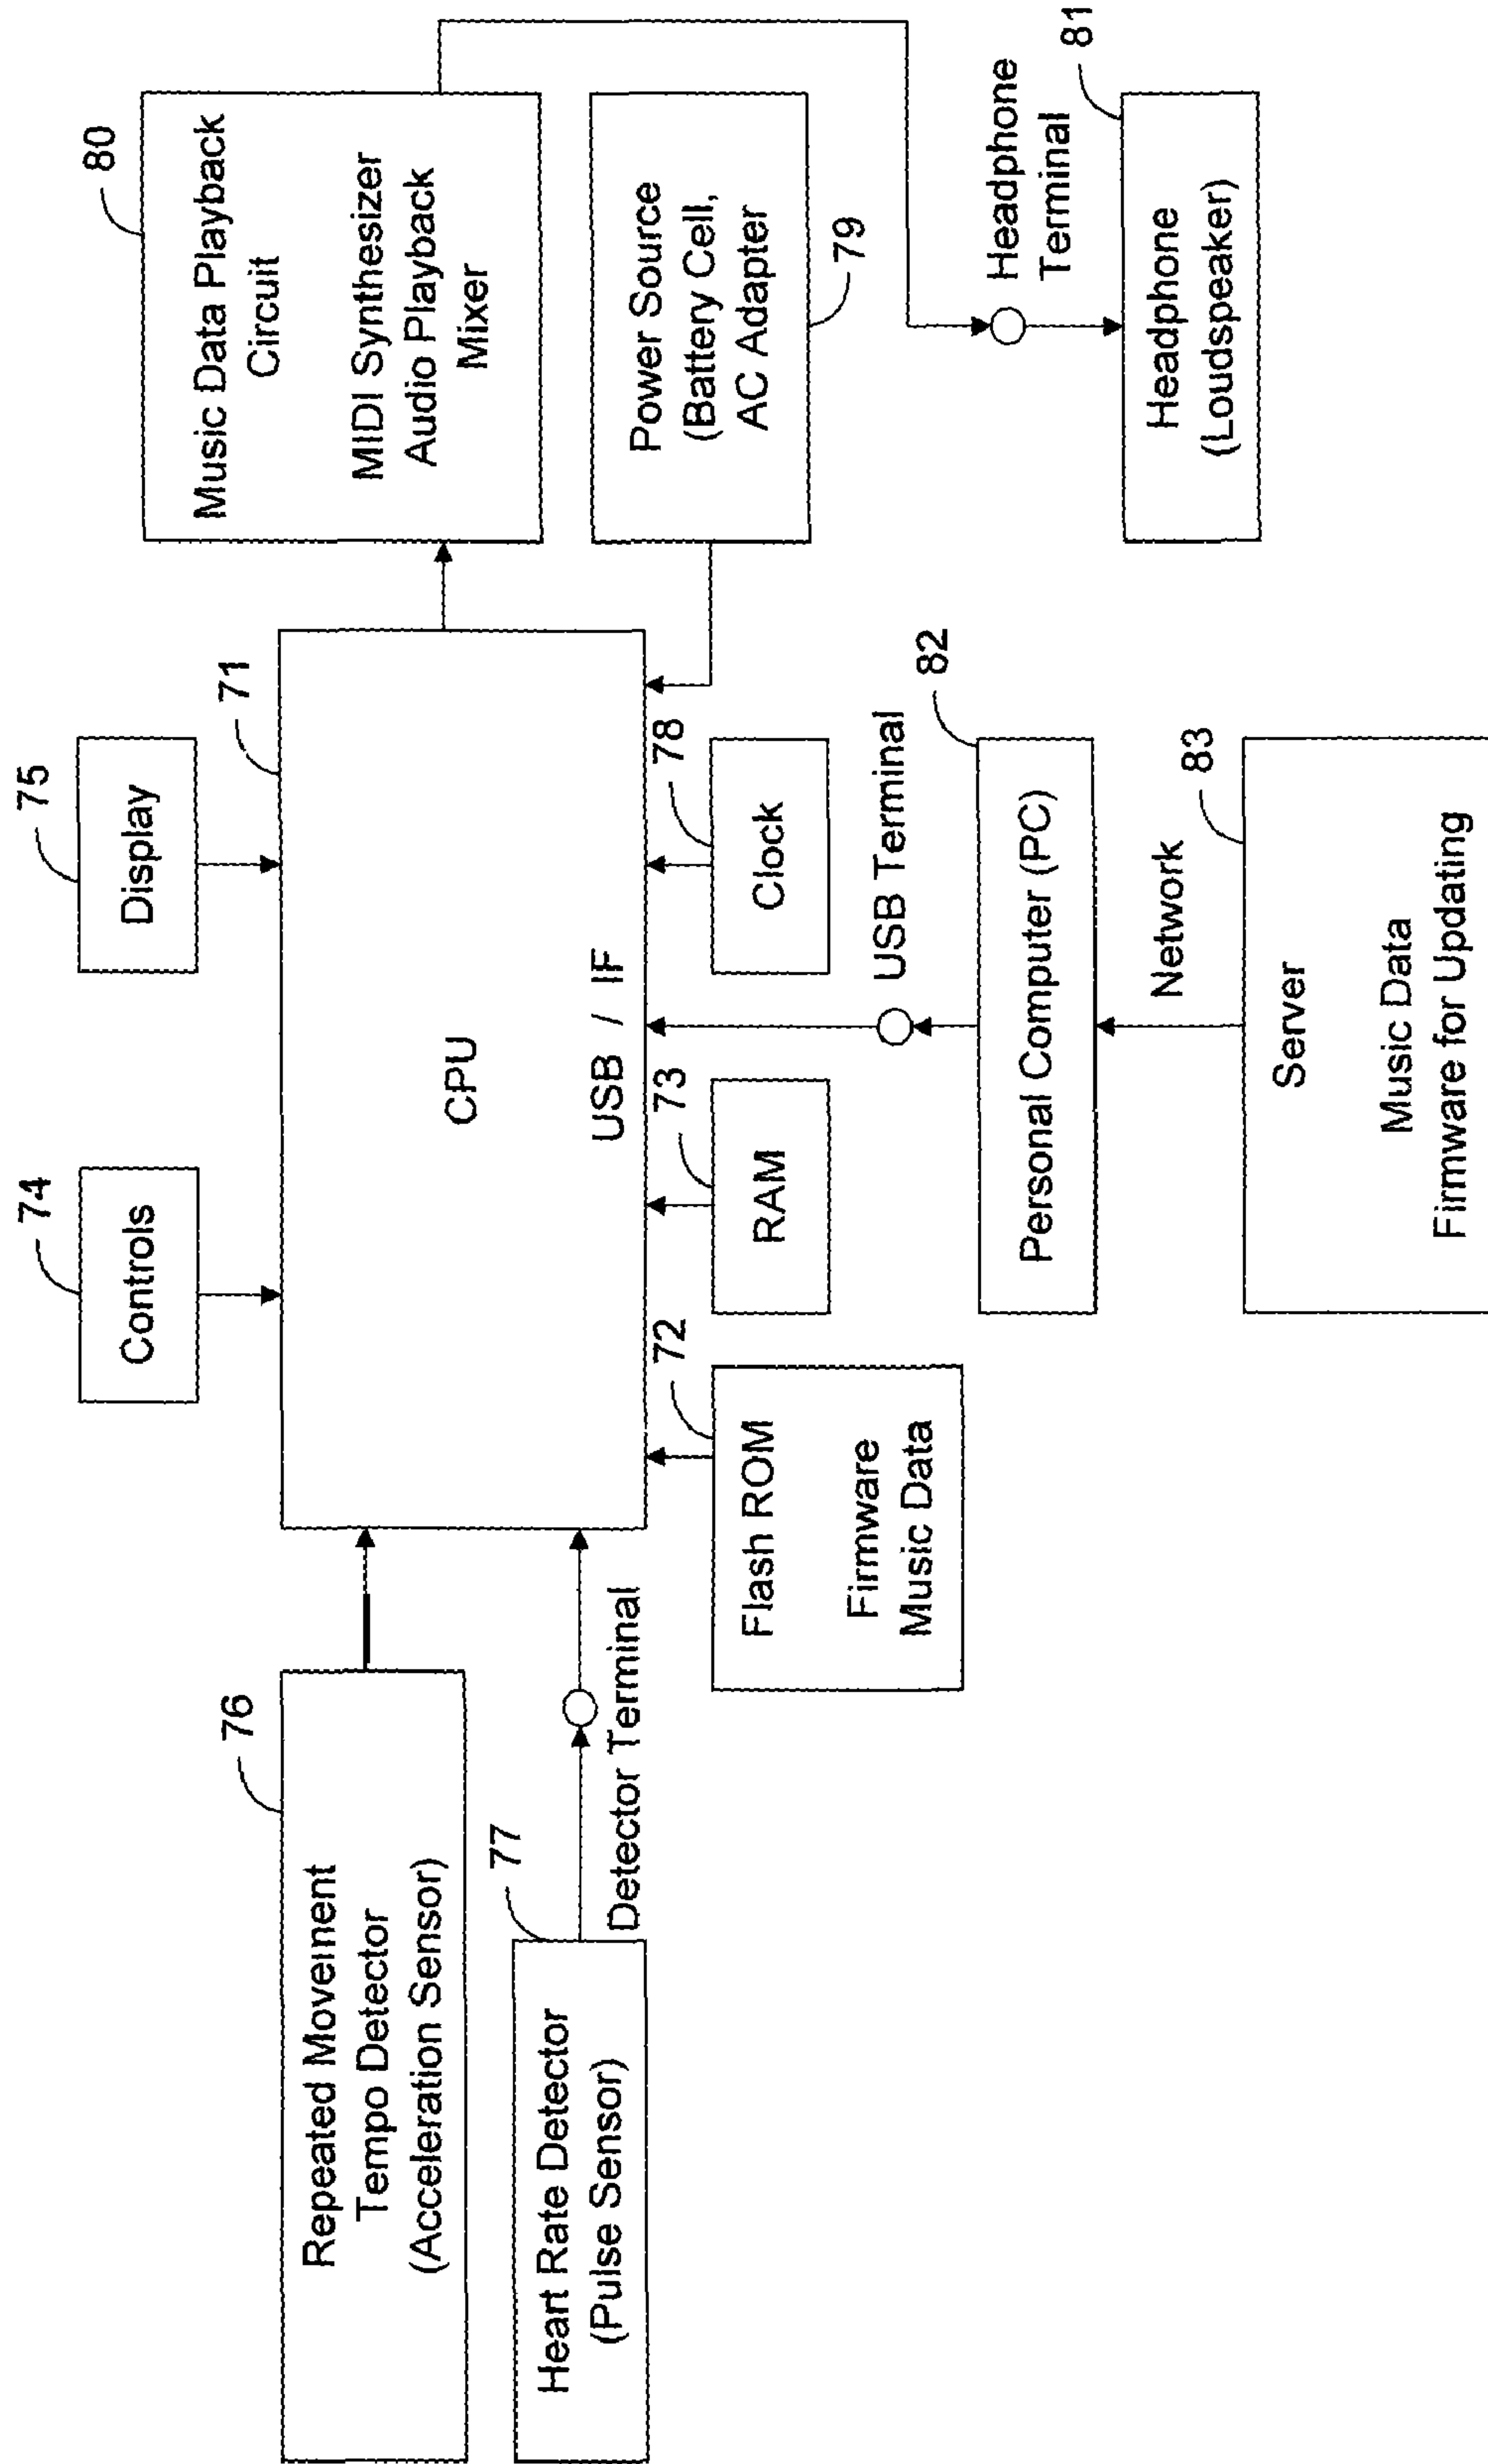 74
Controls
75
Display
71
CPU
USB / IF
76
Repeated Movement
Tempo Detector
(Acceleration Sensor)
77
Heart Rate Detector
(Pulse Sensor)
Detector Terminal
72
Flash ROM
Firmware
Music Data
73
RAM
78
Clock
80
Music Data Playback
Circuit
MIDI Synthesizer
Audio Playback
Mixer
Power Source
(Battery Cell,
AC Adapter
79
USB Terminal
82
Personal Computer (PC)
Network
83
Server
Music Data
Firmware for Updating
Headphone
Terminal
81
Headphone
(Loudspeaker)